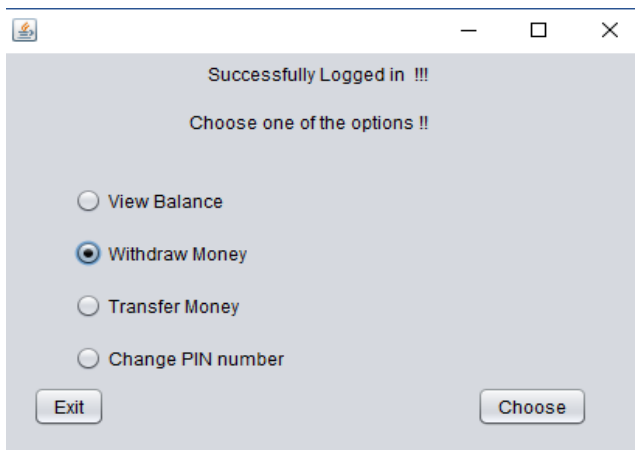 Successfully Logged in !!!
Choose one of the options !!
View Balance
Withdraw Money
Transfer Money
Change PIN number
Exit
Choose